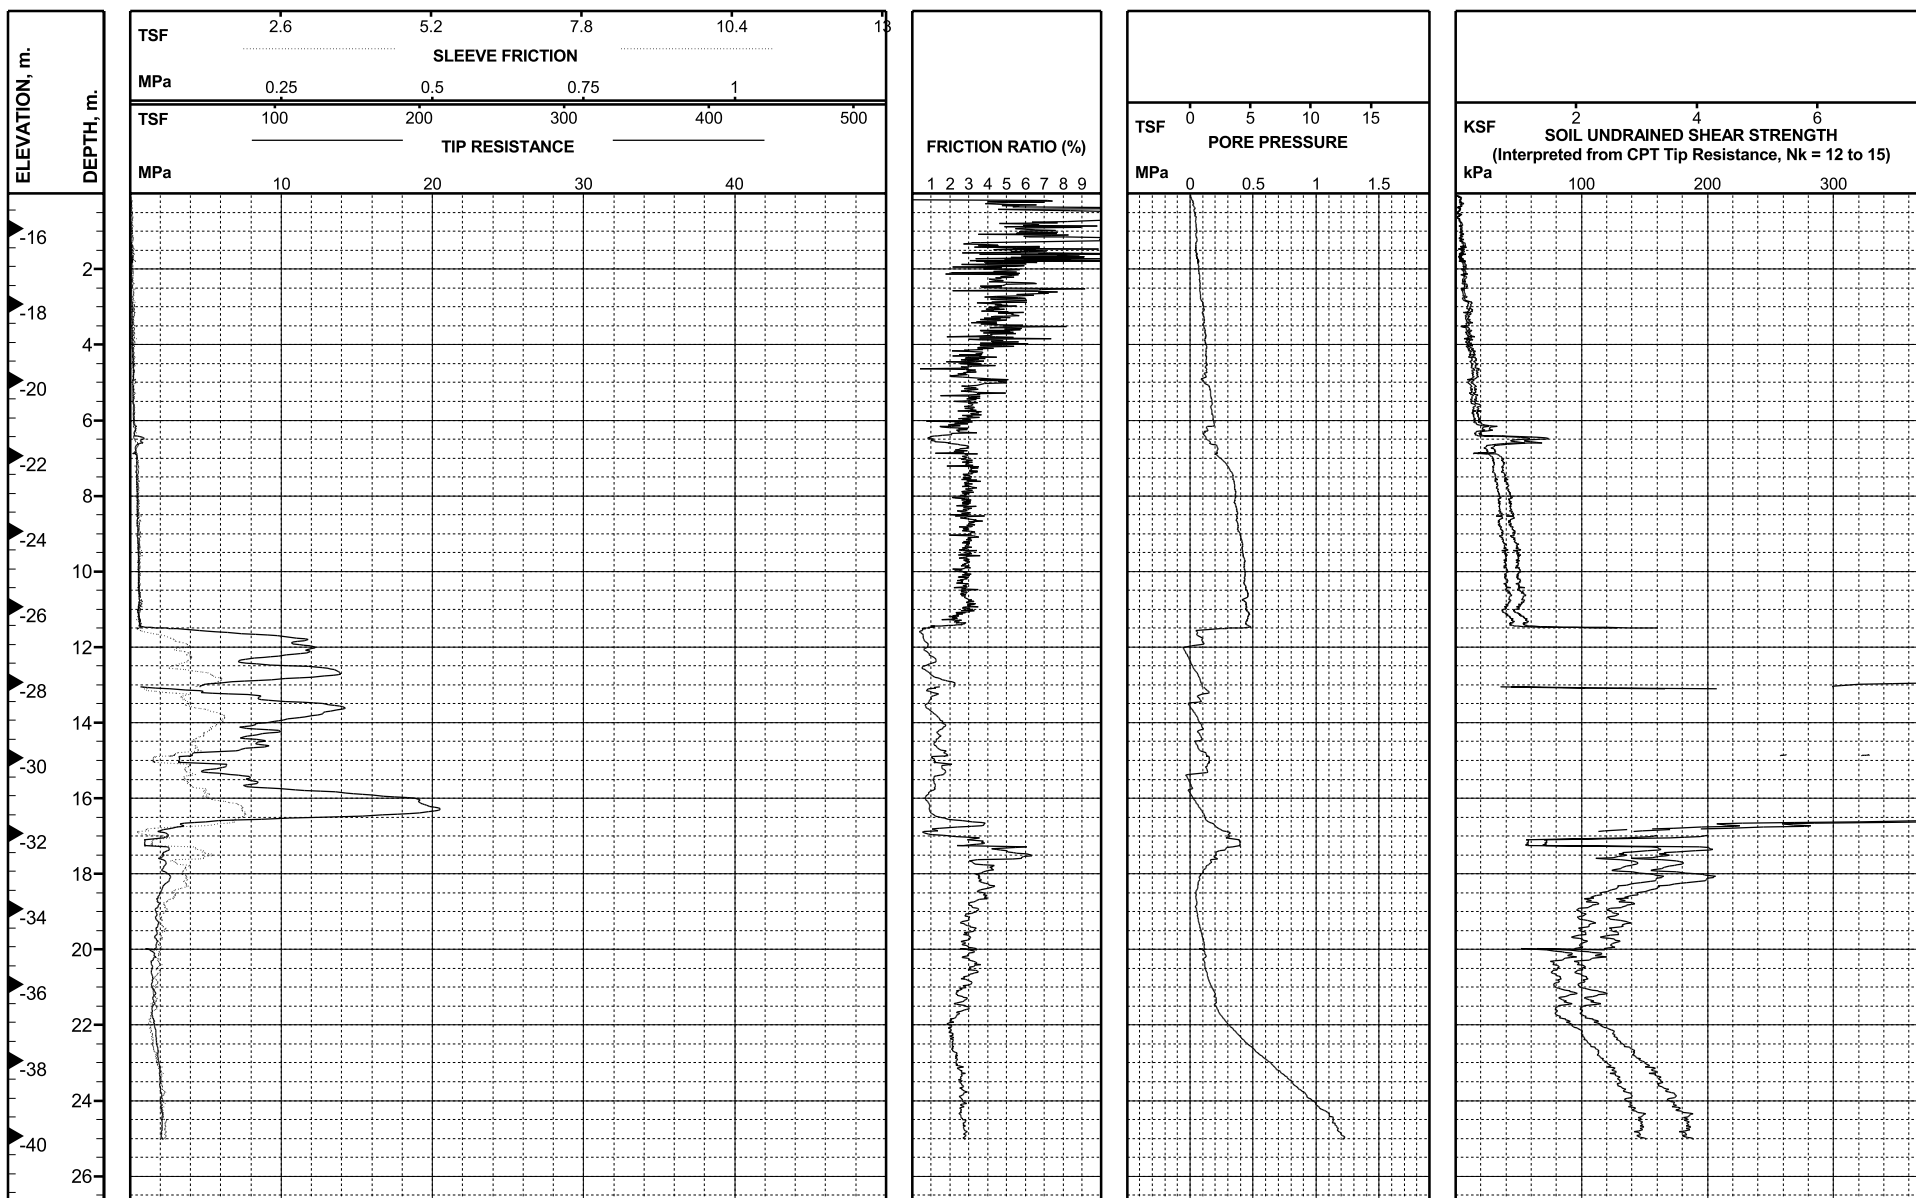 ELEVATION, m.
DEPTH, m.
TSF 2.6 5.2 7.8 10.4 13
SLEEVE FRICTION
MPa 0.25 0.5 0.75 1
TSF 100 200 300 400 500
TIP RESISTANCE
MPa 10 20 30 40
FRICTION RATIO (%)
1 2 3 4 5 6 7 8 9
TSF 0 5 10 15
PORE PRESSURE
MPa 0 0.5 1 1.5
2 4 6
KSF
SOIL UNDRAINED SHEAR STRENGTH
(Interpreted from CPT Tip Resistance, Nk = 12 to 15)
kPa 100 200 300
-16
2
-18
4
-20
6
-22
8
-24
10
-26
12
-28
14
-30
16
-32
18
-34
20
-36
22
-38
24
-40
26